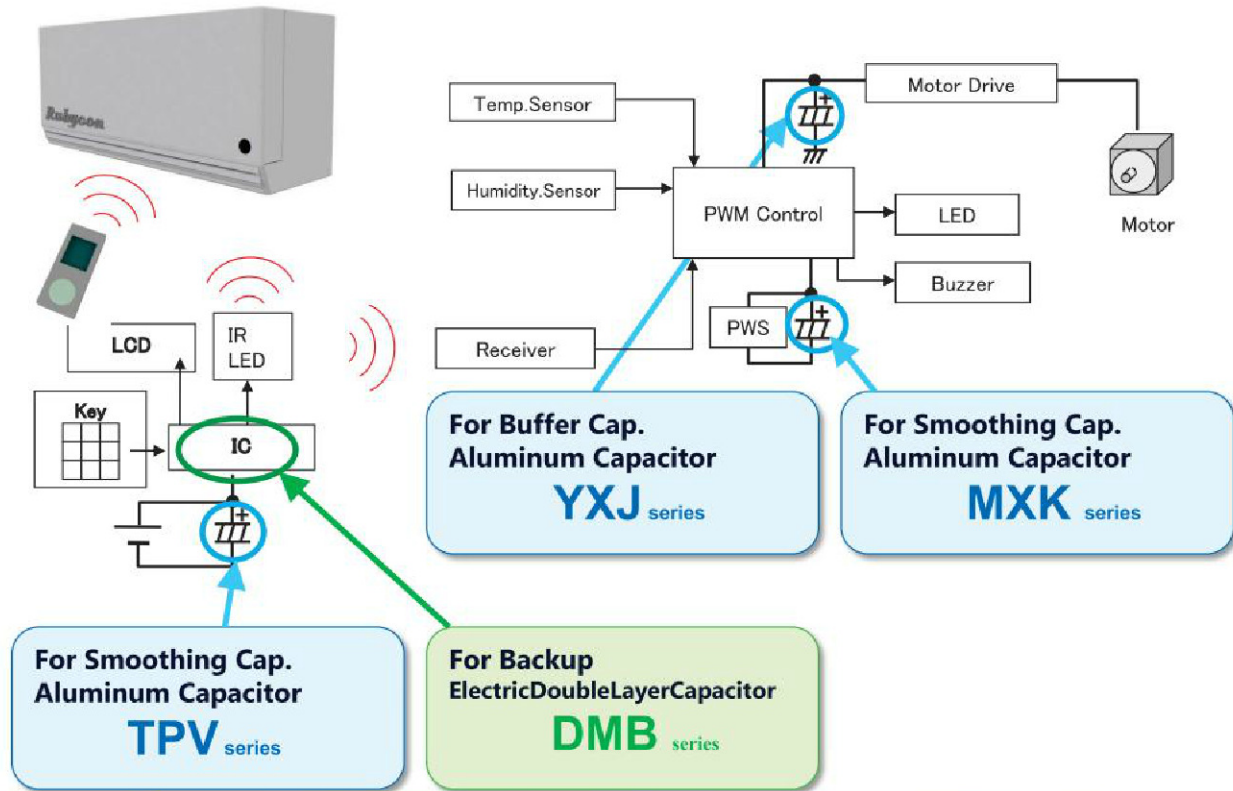 Rubycon
Temp.Sensor
Motor Drive
Humidity.Sensor
PWM Control
LED
Motor
Buzzer
PWS
Receiver
LCD
IR
LED
Key
IC
+
+
+
For Buffer Cap.
Aluminum Capacitor
YXJ series
For Smoothing Cap.
Aluminum Capacitor
MXK series
For Smoothing Cap.
Aluminum Capacitor
TPV series
For Backup
ElectricDoubleLayerCapacitor
DMB series